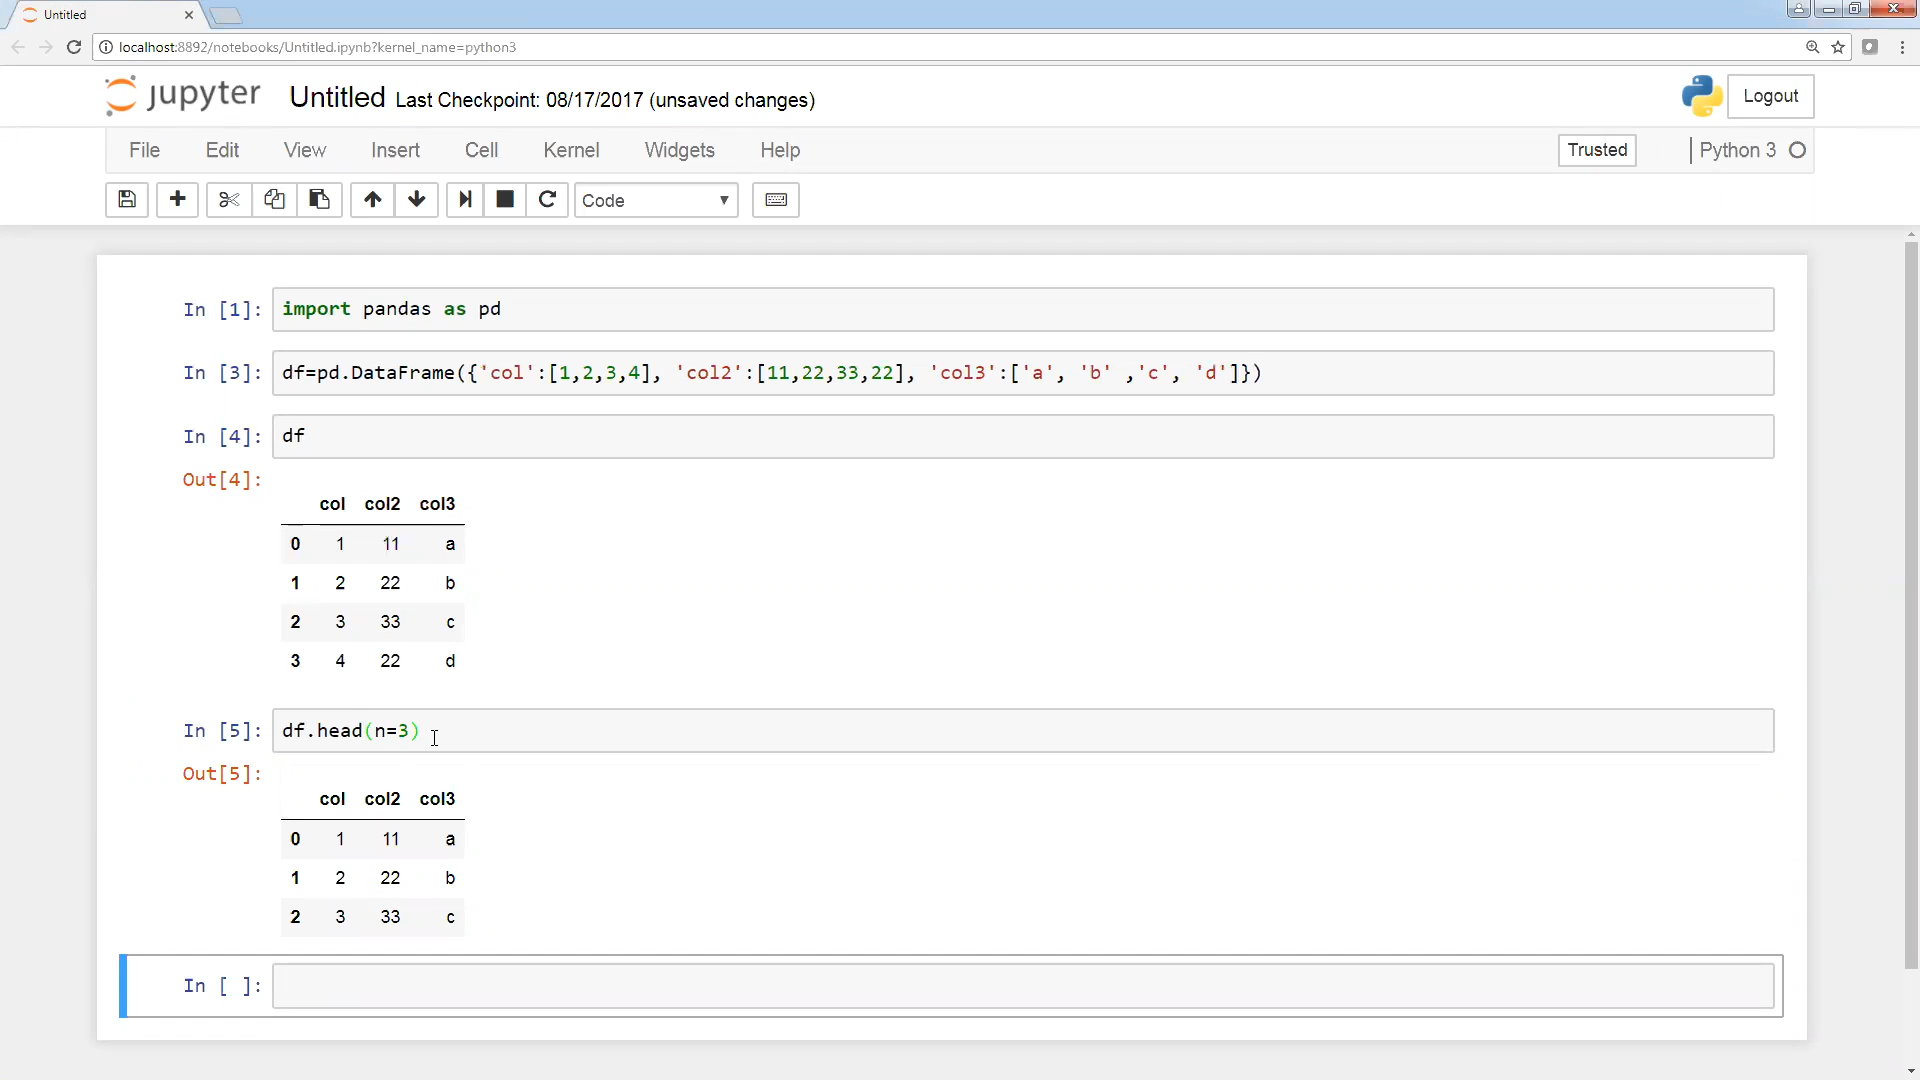 Untitled
localhost:8892/notebooks/Untitled.ipynb?kernel_name=python3
jupyter Untitled Last Checkpoint: 08/17/2017 (unsaved changes) Logout
File Edit View Insert Cell Kernel Widgets Help Trusted Python 3
Code
In [1]: import pandas as pd
In [3]: df=pd.DataFrame({'col':[1,2,3,4], 'col2':[11,22,33,22], 'col3':['a', 'b' ,'c', 'd']})
In [4]: df
Out[4]:
col col2 col3
0 1 11 a
1 2 22 b
2 3 33 c
3 4 22 d
In [5]: df.head(n=3)
Out[5]:
col col2 col3
0 1 11 a
1 2 22 b
2 3 33 c
In [ ]: